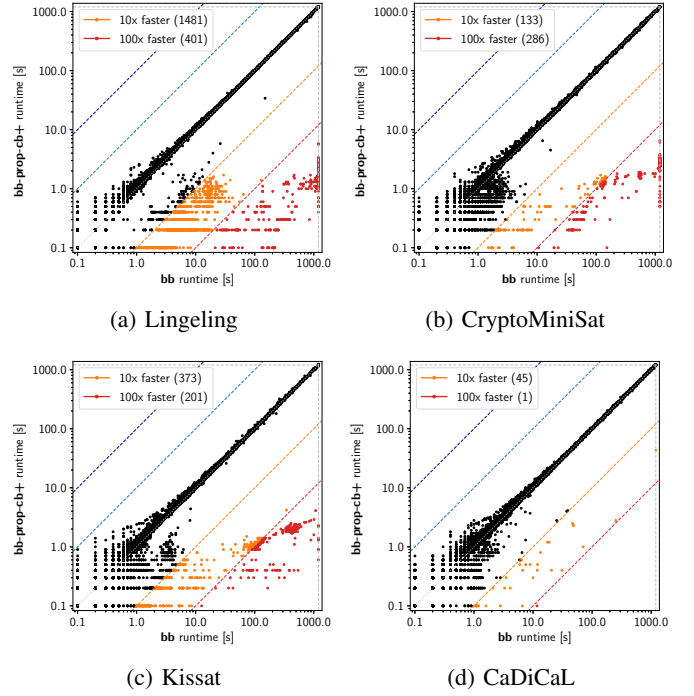 10x faster (1481)
100x faster (401)
1000.0
100.0
10.0
1.0
0.1
bb-prop-cb+ runtime [s]
0.1 1.0 10.0 100.0 1000.0
bb runtime [s]
(a) Lingeling
10x faster (133)
100x faster (286)
1000.0
100.0
10.0
1.0
0.1
bb-prop-cb+ runtime [s]
0.1 1.0 10.0 100.0 1000.0
bb runtime [s]
(b) CryptoMiniSat
10x faster (373)
100x faster (201)
1000.0
100.0
10.0
1.0
0.1
bb-prop-cb+ runtime [s]
0.1 1.0 10.0 100.0 1000.0
bb runtime [s]
(c) Kissat
10x faster (45)
100x faster (1)
1000.0
100.0
10.0
1.0
0.1
bb-prop-cb+ runtime [s]
0.1 1.0 10.0 100.0 1000.0
bb runtime [s]
(d) CaDiCaL